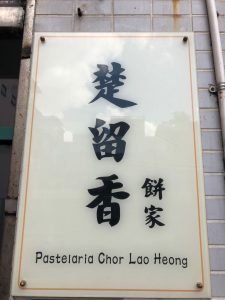 楚留香
餅家
Pastelaria Chor Lao Heong